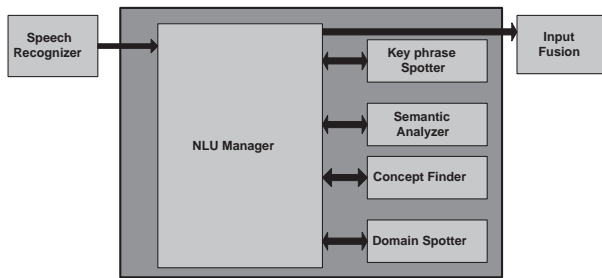 Speech
Recognizer
NLU Manager
Key phrase
Spotter
Semantic
Analyzer
Concept Finder
Domain Spotter
Input
Fusion